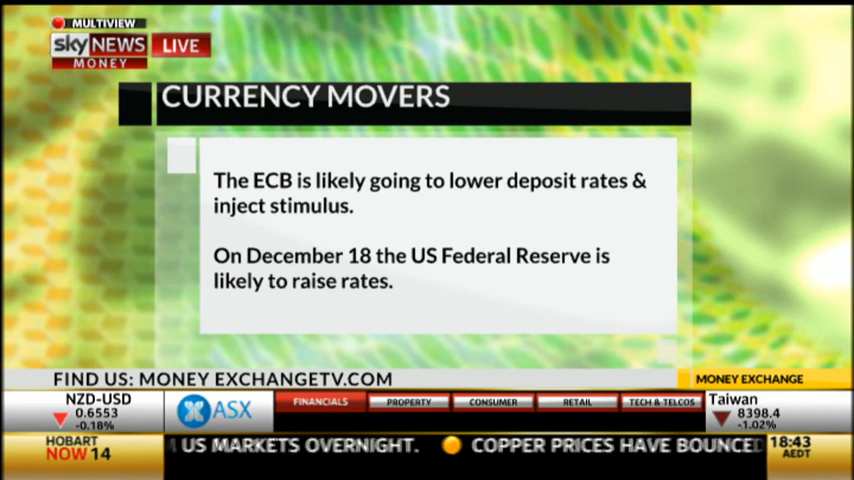 MULTIVIEW
sky NEWS LIVE
MONEY
CURRENCY MOVERS
The ECB is likely going to lower deposit rates &
inject stimulus.
On December 18 the US Federal Reserve is
likely to raise rates.
FIND US: MONEY EXCHANGETV.COM
MONEY EXCHANGE
NZD-USD
0.6553
-0.18%
ASX
FINANCIALS PROPERTY CONSUMER RETAIL TECH & TELCOS
Taiwan
8398.4
-1.02%
HOBART
NOW 14
US MARKETS OVERNIGHT. COPPER PRICES HAVE BOUNCED
18:43
AEDT